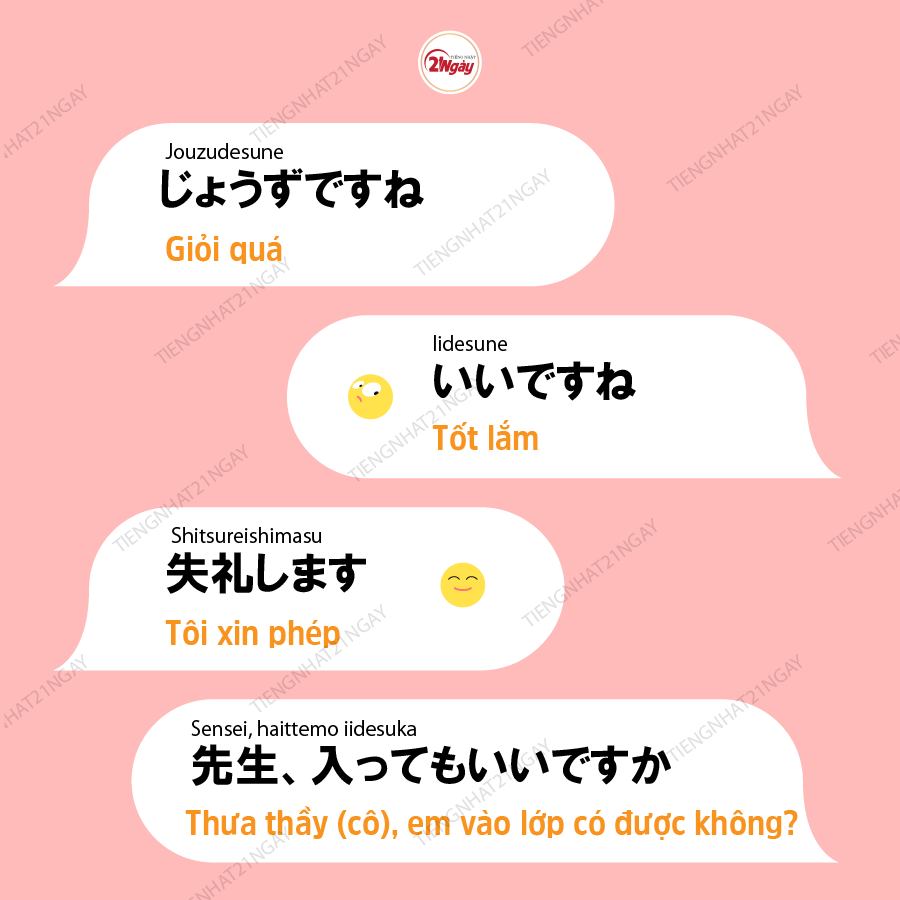 TIẾNG NHẬT
21Ngày
Jouzudesune
じょうずですね
Giỏi quá
Iidesune
いいですね
Tốt lắm
Shitsureishimasu
失礼します
Tôi xin phép
Sensei, haittemo iidesuka
先生、入ってもいいですか
Thưa thầy (cô), em vào lớp có được không?
TIENGNHAT21NGAY